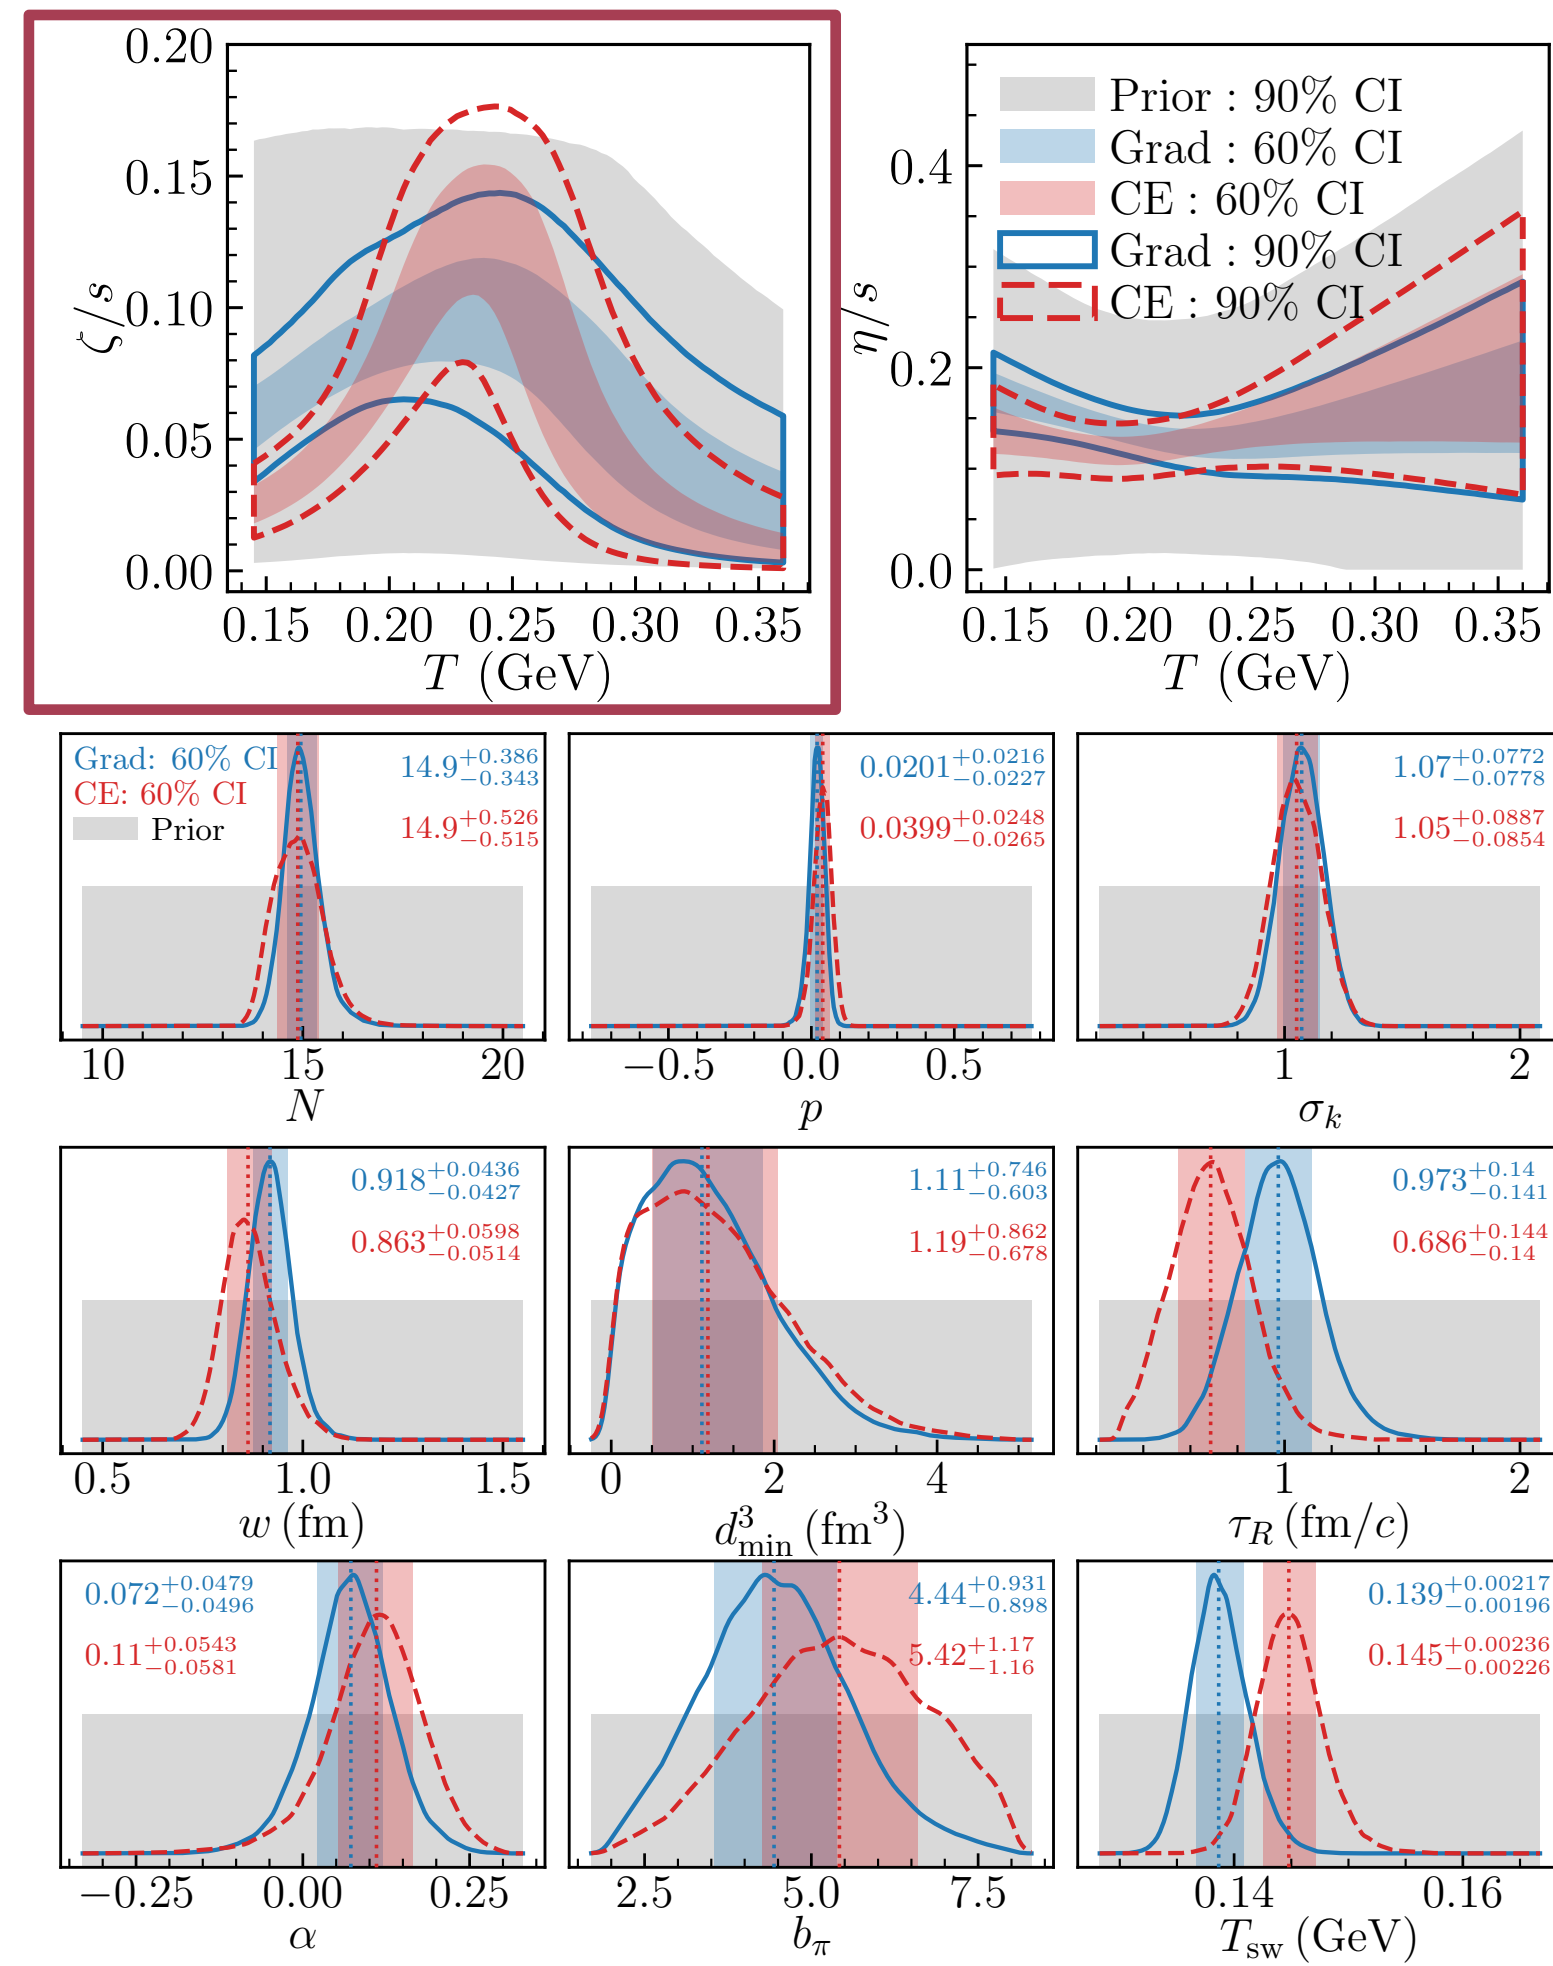 0.20
0.15
0.10
0.05
0.00
ζ/s
0.15 0.20 0.25 0.30 0.35
T (GeV)
Prior : 90% CI
Grad : 60% CI
CE : 60% CI
Grad : 90% CI
CE : 90% CI
0.4
0.2
0.0
η/s
0.15 0.20 0.25 0.30 0.35
T (GeV)
Grad: 60% CI
CE: 60% CI
Prior
14.9^{+0.386}_{−0.343}
14.9^{+0.526}_{−0.515}
10 15 20
N
0.0201^{+0.0216}_{−0.0227}
0.0399^{+0.0248}_{−0.0265}
−0.5 0.0 0.5
p
1.07^{+0.0772}_{−0.0778}
1.05^{+0.0887}_{−0.0854}
1 2
σ_k
0.918^{+0.0436}_{−0.0427}
0.863^{+0.0598}_{−0.0514}
0.5 1.0 1.5
w (fm)
1.11^{+0.746}_{−0.603}
1.19^{+0.862}_{−0.678}
0 2 4
d^3_{min} (fm^3)
0.973^{+0.14}_{−0.141}
0.686^{+0.144}_{−0.14}
1 2
τ_R (fm/c)
0.072^{+0.0479}_{−0.0496}
0.11^{+0.0543}_{−0.0581}
−0.25 0.00 0.25
α
4.44^{+0.931}_{−0.898}
5.42^{+1.17}_{−1.16}
2.5 5.0 7.5
b_π
0.139^{+0.00217}_{−0.00196}
0.145^{+0.00236}_{−0.00226}
0.14 0.16
T_{sw} (GeV)